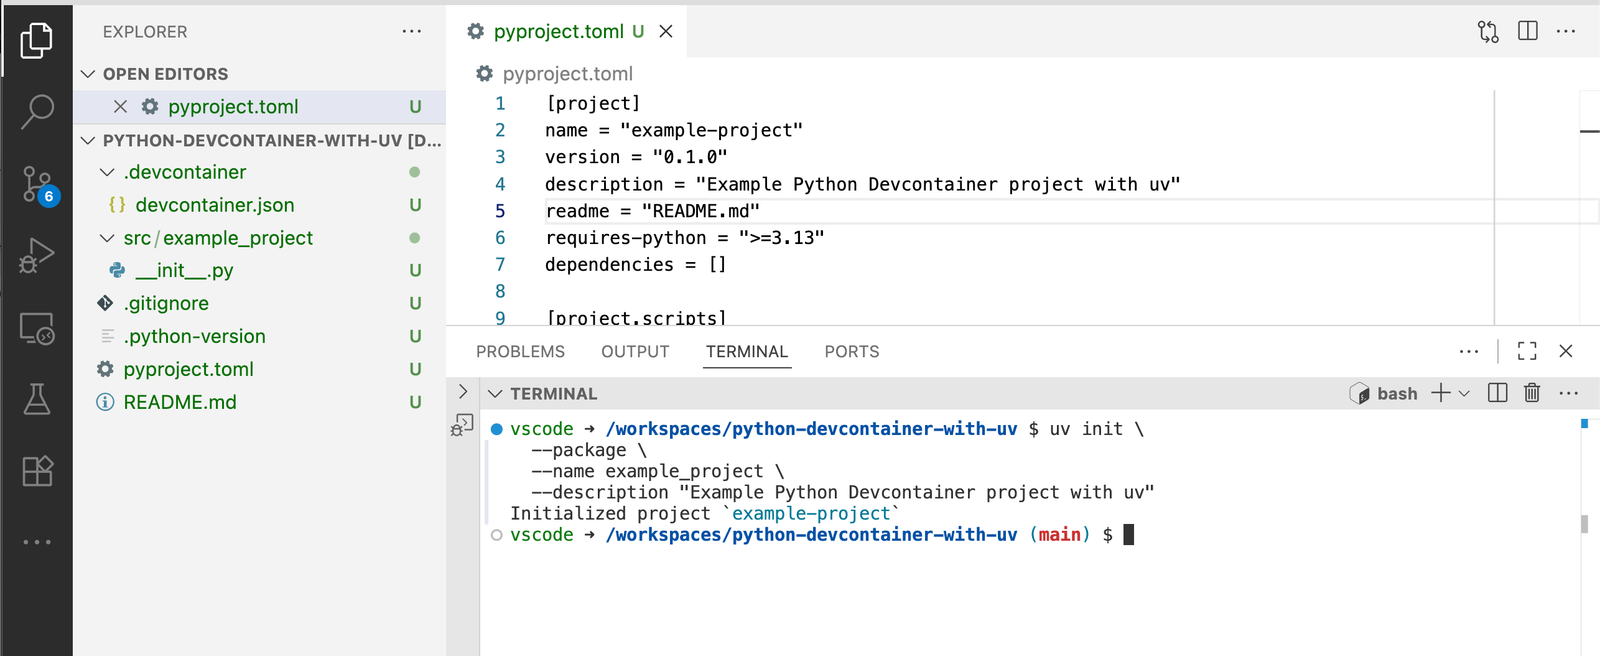 EXPLORER
OPEN EDITORS
pyproject.toml U
PYTHON-DEVCONTAINER-WITH-UV [D...
.devcontainer
{} devcontainer.json U
src/example_project
__init__.py U
.gitignore U
.python-version U
pyproject.toml U
README.md U
6
pyproject.toml U
pyproject.toml
1 [project]
2 name = "example-project"
3 version = "0.1.0"
4 description = "Example Python Devcontainer project with uv"
5 readme = "README.md"
6 requires-python = ">=3.13"
7 dependencies = []
8
9 [project.scripts]
PROBLEMS OUTPUT TERMINAL PORTS
TERMINAL
bash
vscode → /workspaces/python-devcontainer-with-uv $ uv init \
--package \
--name example_project \
--description "Example Python Devcontainer project with uv"
Initialized project `example-project`
vscode → /workspaces/python-devcontainer-with-uv (main) $